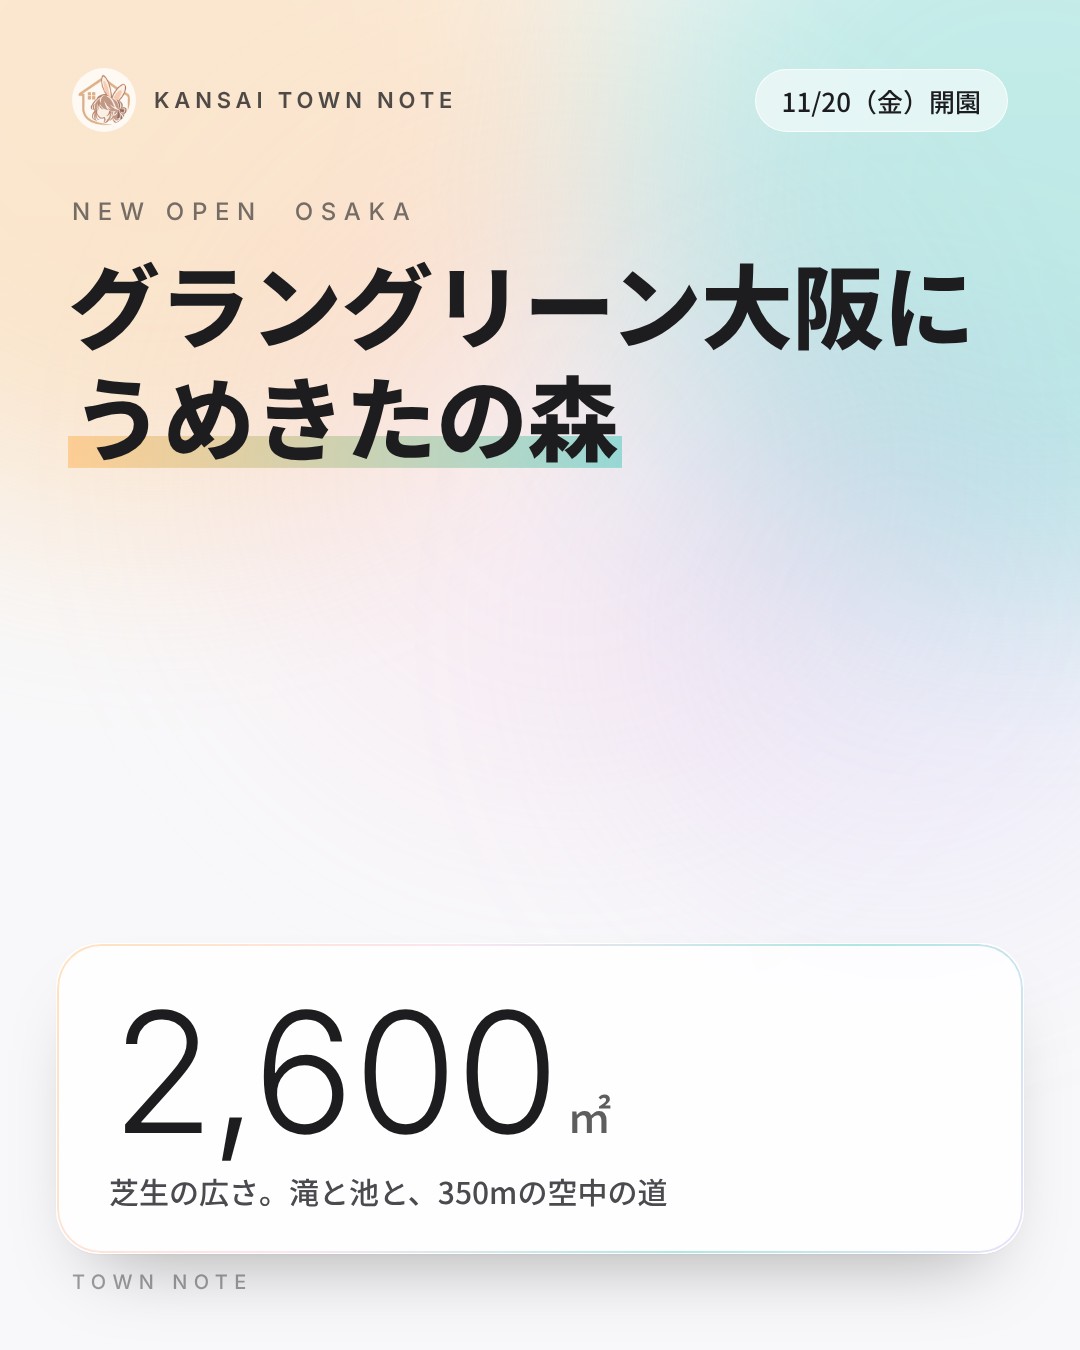 KANSAI TOWN NOTE
11/20（金）開園
NEW OPEN OSAKA
グラングリーン大阪に
うめきたの森
2,600㎡
芝生の広さ。滝と池と、350mの空中の道
TOWN NOTE